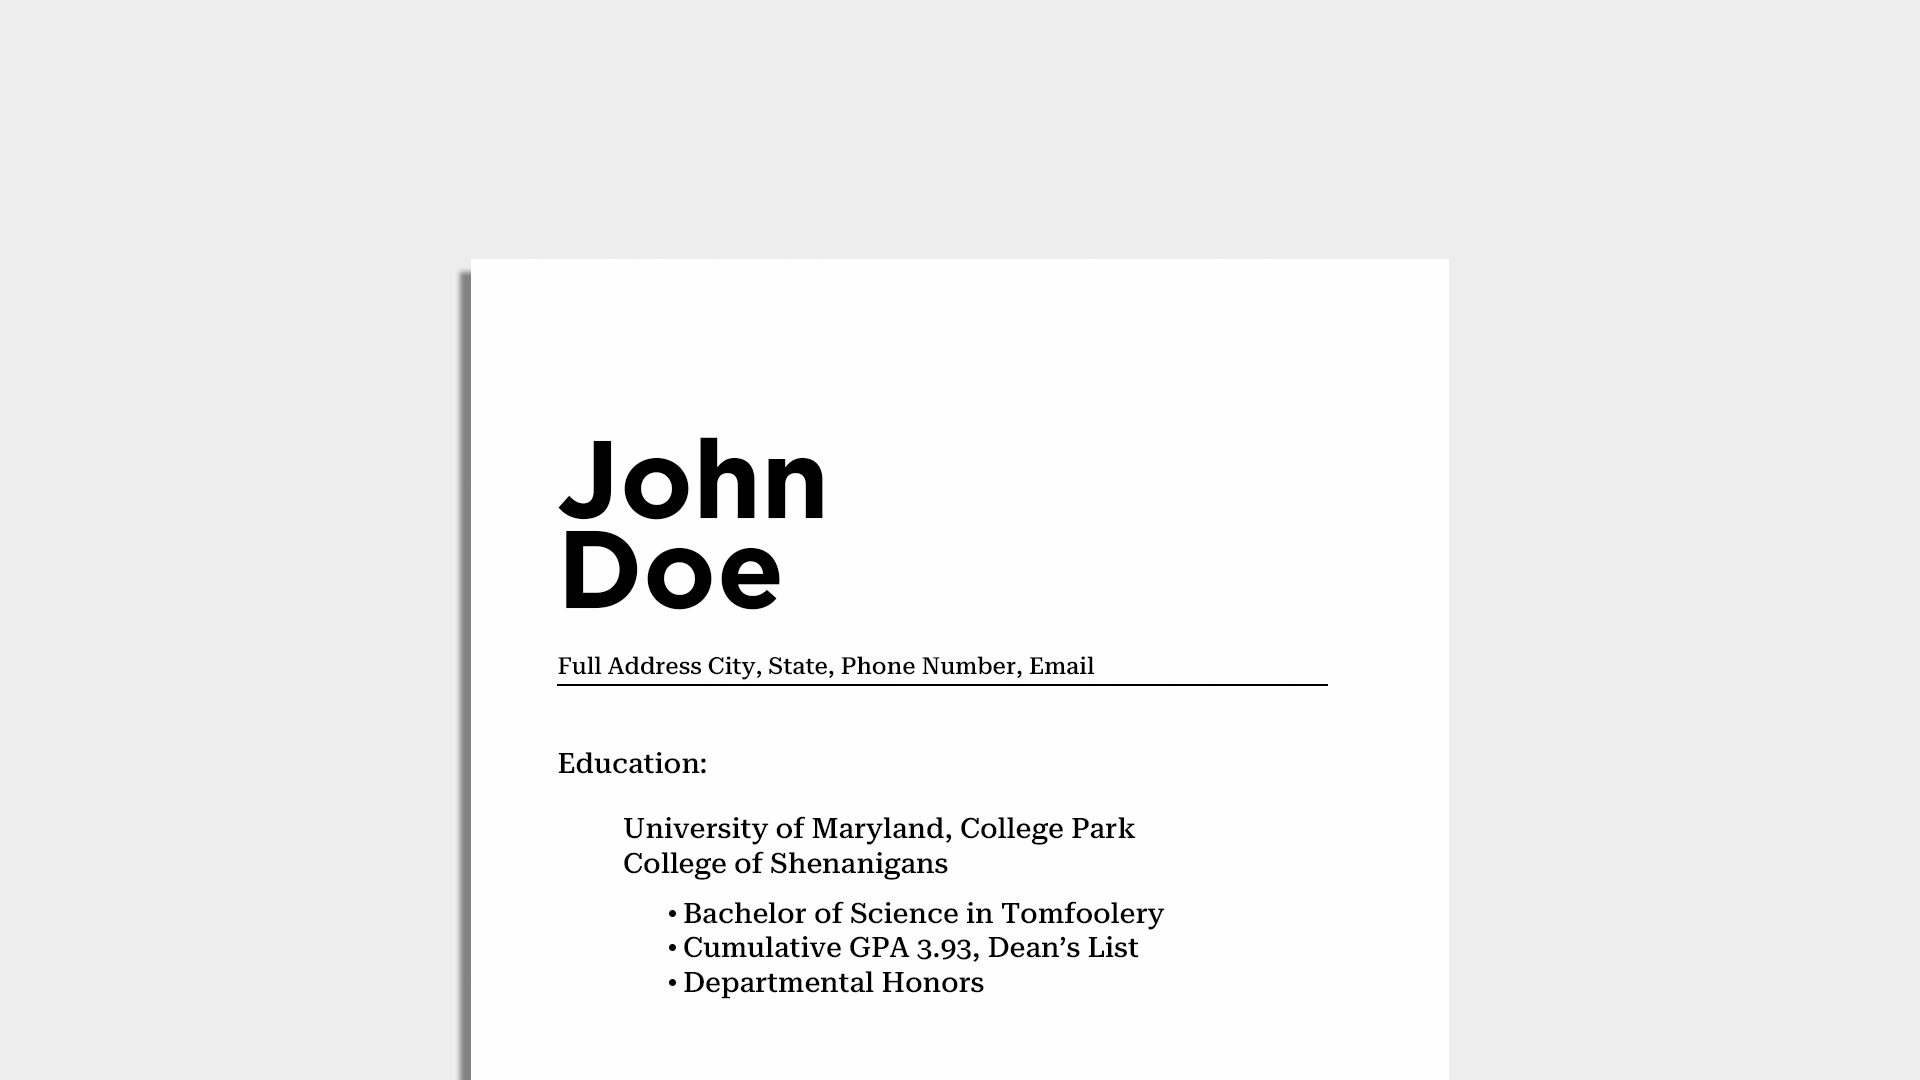 John
Doe
Full Address City, State, Phone Number, Email
Education:
University of Maryland, College Park
College of Shenanigans
• Bachelor of Science in Tomfoolery
• Cumulative GPA 3.93, Dean’s List
• Departmental Honors